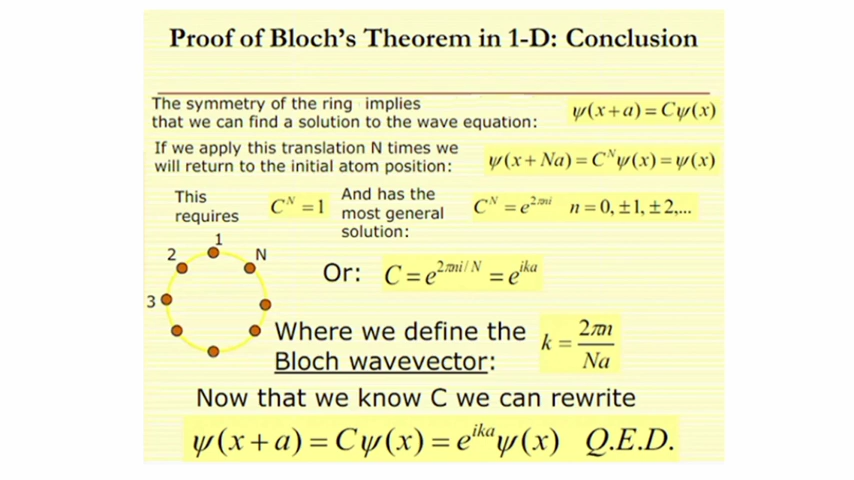 Proof of Bloch's Theorem in 1-D: Conclusion
The symmetry of the ring implies
that we can find a solution to the wave equation: ψ(x+a) = Cψ(x)
If we apply this translation N times we
will return to the initial atom position: ψ(x + Na) = C^N ψ(x) = ψ(x)
This
requires
C^N = 1
And has the
most general
solution:
C^N = e^{2πni} n = 0, ±1, ±2,...
1
2
N
3
Or: C = e^{2πni/N} = e^{ika}
Where we define the
Bloch wavevector:
k = 2πn/Na
Now that we know C we can rewrite
ψ(x + a) = Cψ(x) = e^{ika}ψ(x) Q.E.D.